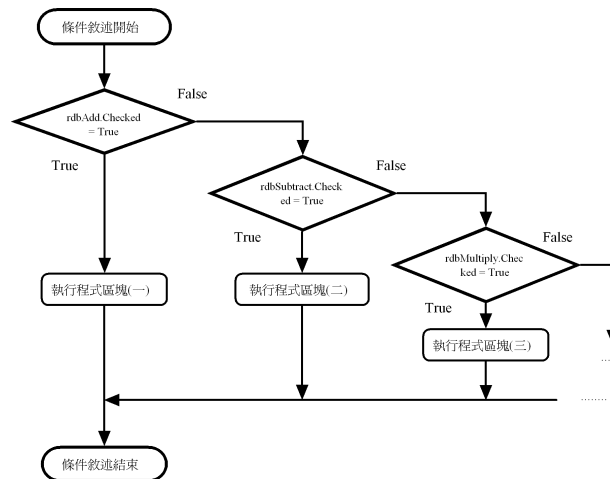 條件敘述開始
False
rdbAdd.Checked
= True
True
False
rdbSubtract.Check
ed = True
True
False
rdbMultiply.Chec
ked = True
True
執行程式區塊(一)
執行程式區塊(二)
執行程式區塊(三)
條件敘述結束